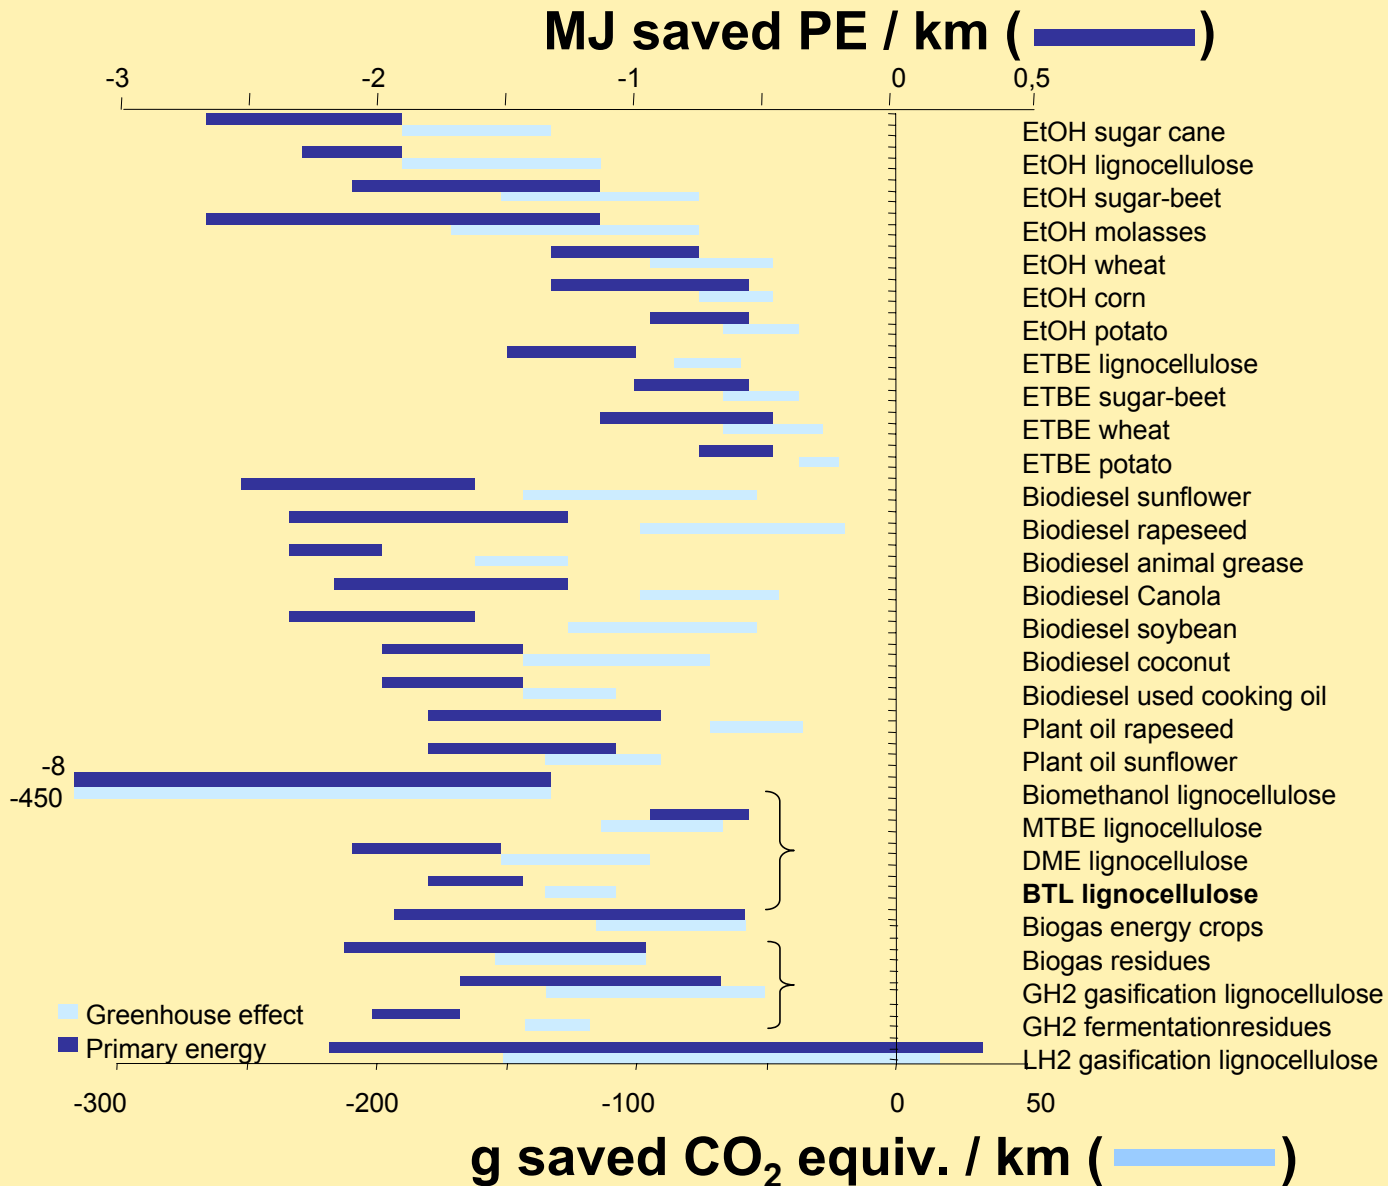 MJ saved PE / km ( )
-3 -2 -1 0 0,5
EtOH sugar cane
EtOH lignocellulose
EtOH sugar-beet
EtOH molasses
EtOH wheat
EtOH corn
EtOH potato
ETBE lignocellulose
ETBE sugar-beet
ETBE wheat
ETBE potato
Biodiesel sunflower
Biodiesel rapeseed
Biodiesel animal grease
Biodiesel Canola
Biodiesel soybean
Biodiesel coconut
Biodiesel used cooking oil
Plant oil rapeseed
Plant oil sunflower
-8
-450
Biomethanol lignocellulose
MTBE lignocellulose
DME lignocellulose
BTL lignocellulose
Biogas energy crops
Biogas residues
GH2 gasification lignocellulose
GH2 fermentationresidues
LH2 gasification lignocellulose
Greenhouse effect
Primary energy
-300 -200 -100 0 50
g saved CO₂ equiv. / km ( )